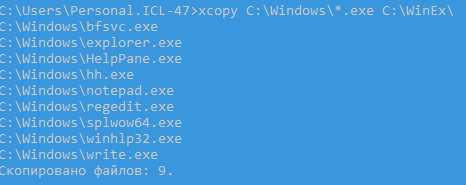 C:\Users\Personal.ICL-47>xcopy C:\Windows\*.exe C:\WinEx\
C:\Windows\bfsvc.exe
C:\Windows\explorer.exe
C:\Windows\HelpPane.exe
C:\Windows\hh.exe
C:\Windows\notepad.exe
C:\Windows\regedit.exe
C:\Windows\splwow64.exe
C:\Windows\winhlp32.exe
C:\Windows\write.exe
Скопировано файлов: 9.